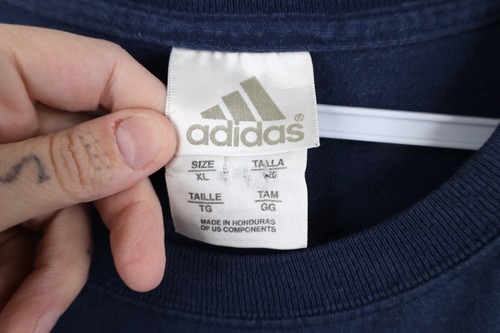 adidas®
SIZE TALLA
XL
TAILLE TAM
TG GG
MADE IN HONDURAS
OF US COMPONENTS